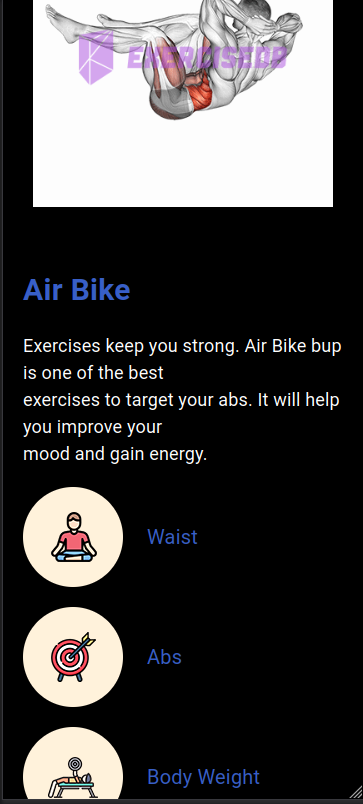 EXERCISEDB
Air Bike
Exercises keep you strong. Air Bike bup
is one of the best
exercises to target your abs. It will help
you improve your
mood and gain energy.
Waist
Abs
Body Weight